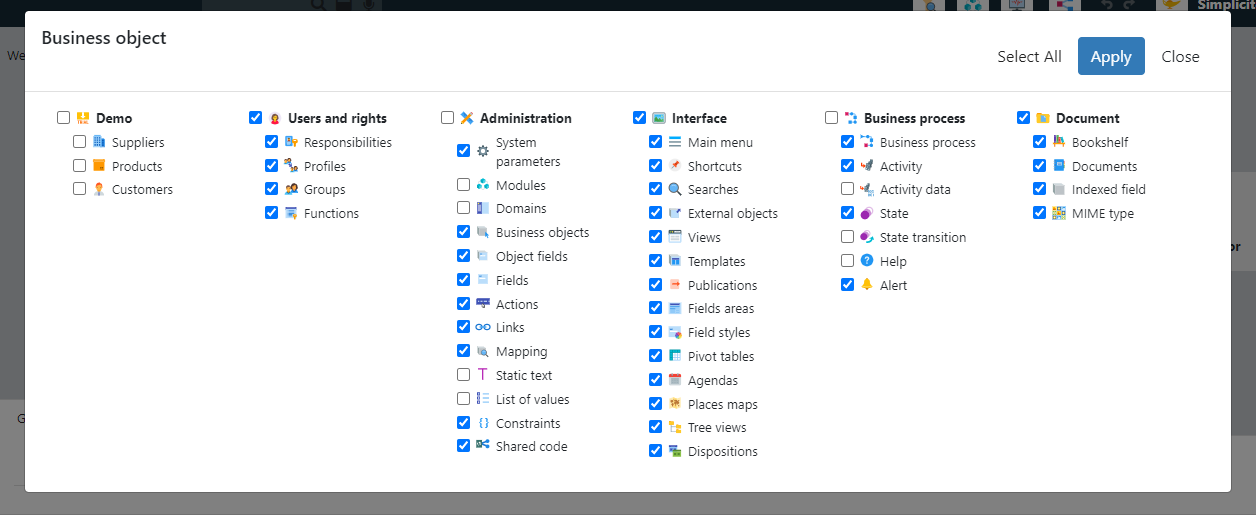 Simplicit
Business object
Select All Apply Close
We
Demo
Suppliers
Products
Customers
Users and rights
Responsibilities
Profiles
Groups
Functions
Administration
System
parameters
Modules
Domains
Business objects
Object fields
Fields
Actions
Links
Mapping
Static text
List of values
Constraints
Shared code
Interface
Main menu
Shortcuts
Searches
External objects
Views
Templates
Publications
Fields areas
Field styles
Pivot tables
Agendas
Places maps
Tree views
Dispositions
Business process
Business process
Activity
Activity data
State
State transition
Help
Alert
Document
Bookshelf
Documents
Indexed field
MIME type
or
G